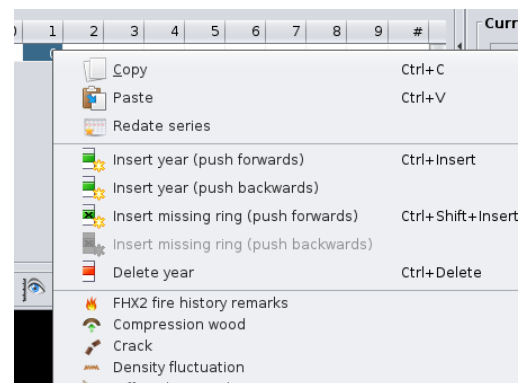 1 2 3 4 5 6 7 8 9 #
Curr
Copy Ctrl+C
Paste Ctrl+V
Redate series
Insert year (push forwards) Ctrl+Insert
Insert year (push backwards)
Insert missing ring (push forwards) Ctrl+Shift+Insert
Insert missing ring (push backwards)
Delete year Ctrl+Delete
FHX2 fire history remarks
Compression wood
Crack
Density fluctuation